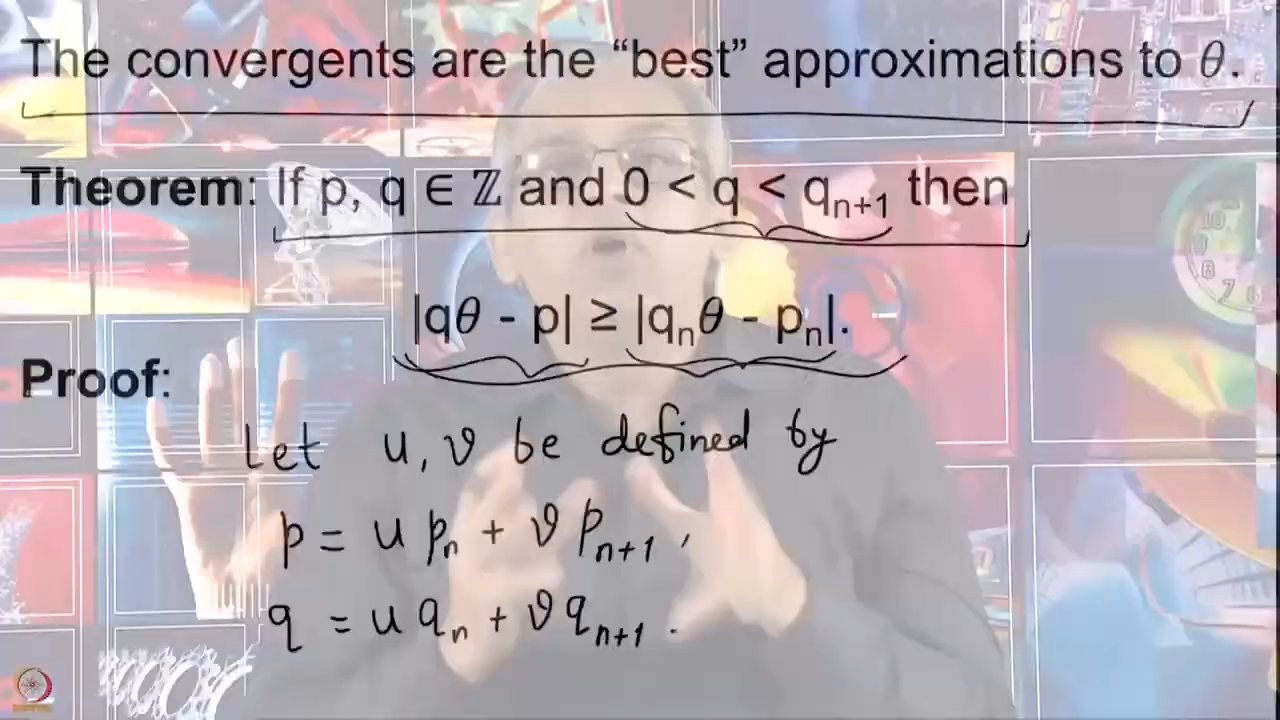 The convergents are the “best” approximations to θ.
Theorem: If p, q ∈ ℤ and 0 < q < qₙ₊₁ then
|qθ - p| ≥ |qₙθ - pₙ|.
Proof:
Let u, v be defined by
p = u pₙ + v pₙ₊₁,
q = u qₙ + v qₙ₊₁.